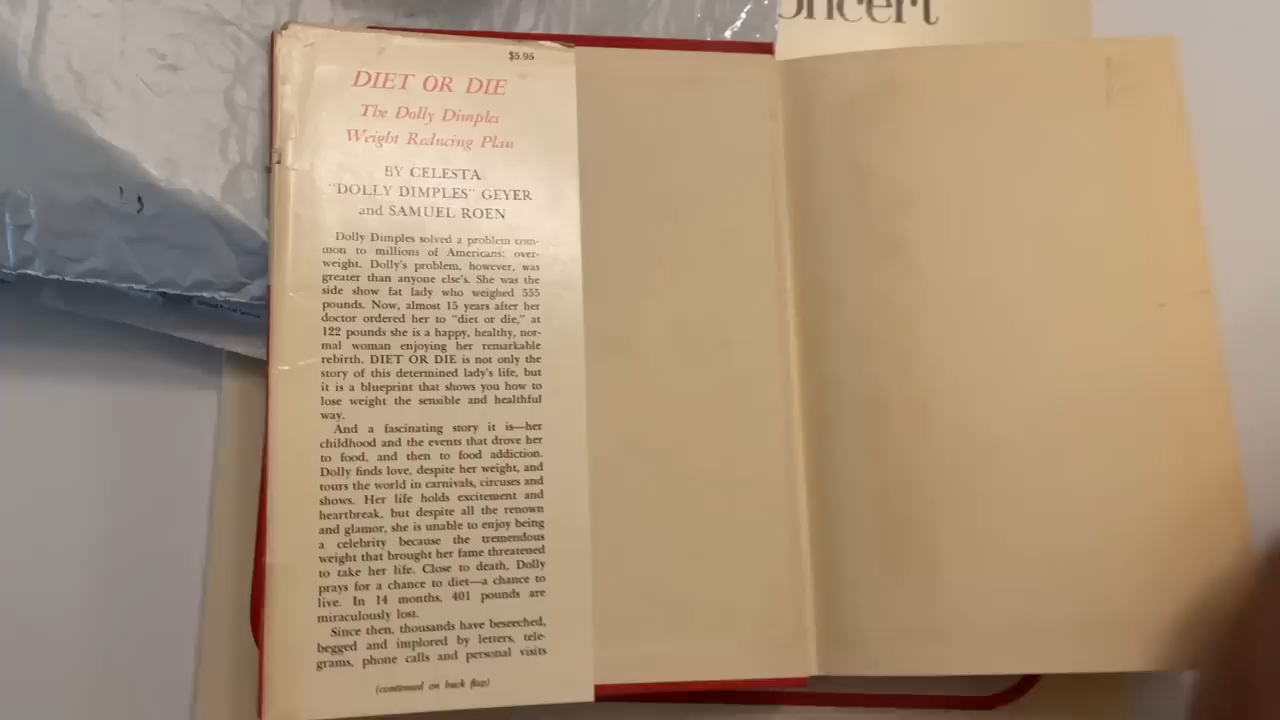 oncert
$5.95
DIET OR DIE
The Dolly Dimples
Weight Reducing Plan
BY CELESTA
"DOLLY DIMPLES" GEYER
and SAMUEL ROEN
Dolly Dimples solved a problem com-
mon to millions of Americans: over-
weight. Dolly's problem, however, was
greater than anyone else's. She was the
side show fat lady who weighed 555
pounds. Now, almost 15 years after her
doctor ordered her to "diet or die," at
122 pounds she is a happy, healthy, nor-
mal woman enjoying her remarkable
rebirth. DIET OR DIE is not only the
story of this determined lady's life, but
it is a blueprint that shows you how to
lose weight the sensible and healthful
way.
And a fascinating story it is—her
childhood and the events that drove her
to food, and then to food addiction.
Dolly finds love, despite her weight, and
tours the world in carnivals, circuses and
shows. Her life holds excitement and
heartbreak, but despite all the renown
and glamor, she is unable to enjoy being
a celebrity because the tremendous
weight that brought her fame threatened
to take her life. Close to death, Dolly
prays for a chance to diet—a chance to
live. In 14 months, 401 pounds are
miraculously lost.
Since then, thousands have beseeched,
begged and implored by letters, tele-
grams, phone calls and personal visits
(continued on back flap)